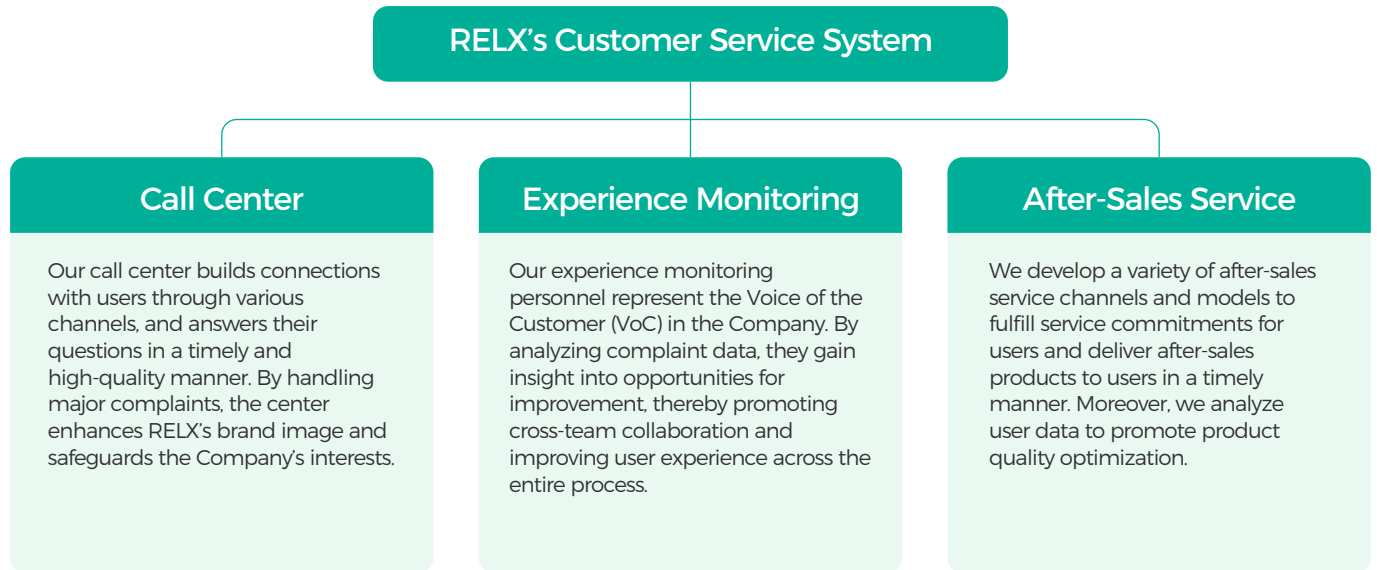 RELX’s Customer Service System
Call Center
Our call center builds connections
with users through various
channels, and answers their
questions in a timely and
high-quality manner. By handling
major complaints, the center
enhances RELX’s brand image and
safeguards the Company’s interests.
Experience Monitoring
Our experience monitoring
personnel represent the Voice of the
Customer (VoC) in the Company. By
analyzing complaint data, they gain
insight into opportunities for
improvement, thereby promoting
cross-team collaboration and
improving user experience across the
entire process.
After-Sales Service
We develop a variety of after-sales
service channels and models to
fulfill service commitments for
users and deliver after-sales
products to users in a timely
manner. Moreover, we analyze
user data to promote product
quality optimization.